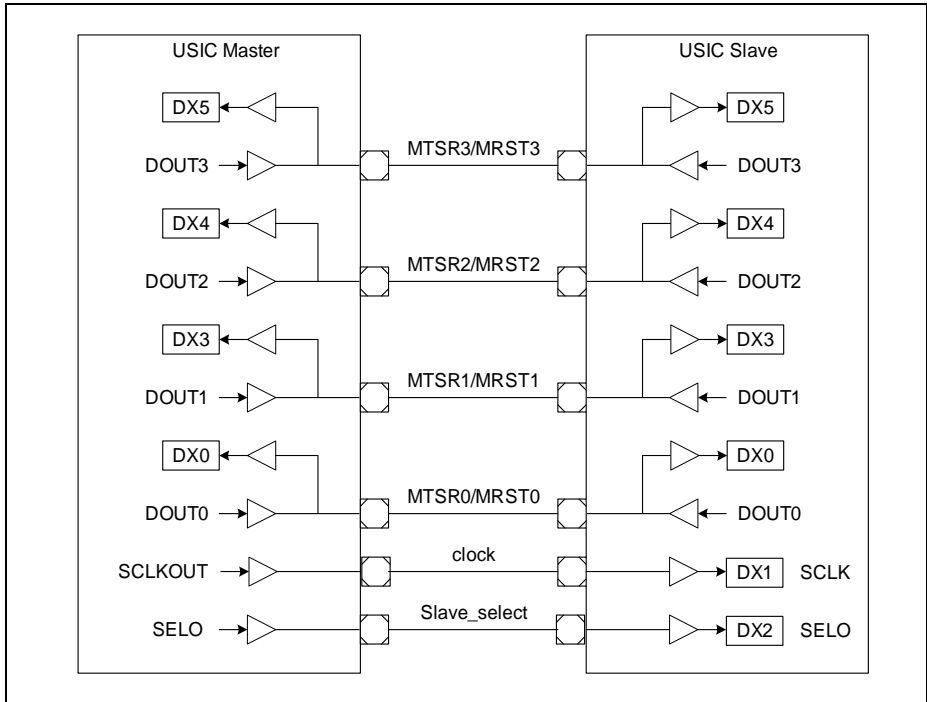 USIC Master
USIC Slave
DX5
DX5
MTSR3/MRST3
DOUT3
DOUT3
DX4
DX4
MTSR2/MRST2
DOUT2
DOUT2
DX3
DX3
MTSR1/MRST1
DOUT1
DOUT1
DX0
DX0
MTSR0/MRST0
DOUT0
DOUT0
clock
SCLKOUT
DX1 SCLK
Slave_select
SELO
DX2 SELO